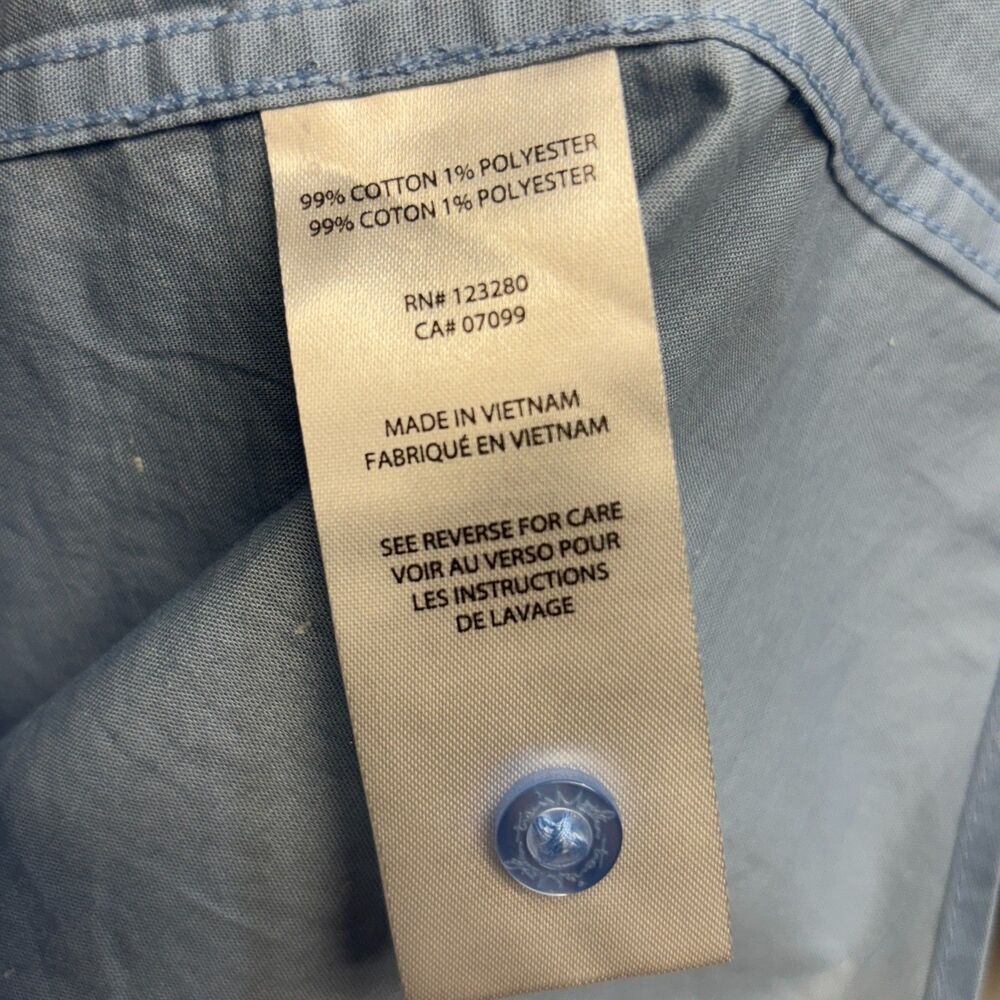 99% COTTON 1% POLYESTER
99% COTON 1% POLYESTER
RN# 123280
CA# 07099
MADE IN VIETNAM
FABRIQUÉ EN VIETNAM
SEE REVERSE FOR CARE
VOIR AU VERSO POUR
LES INSTRUCTIONS
DE LAVAGE